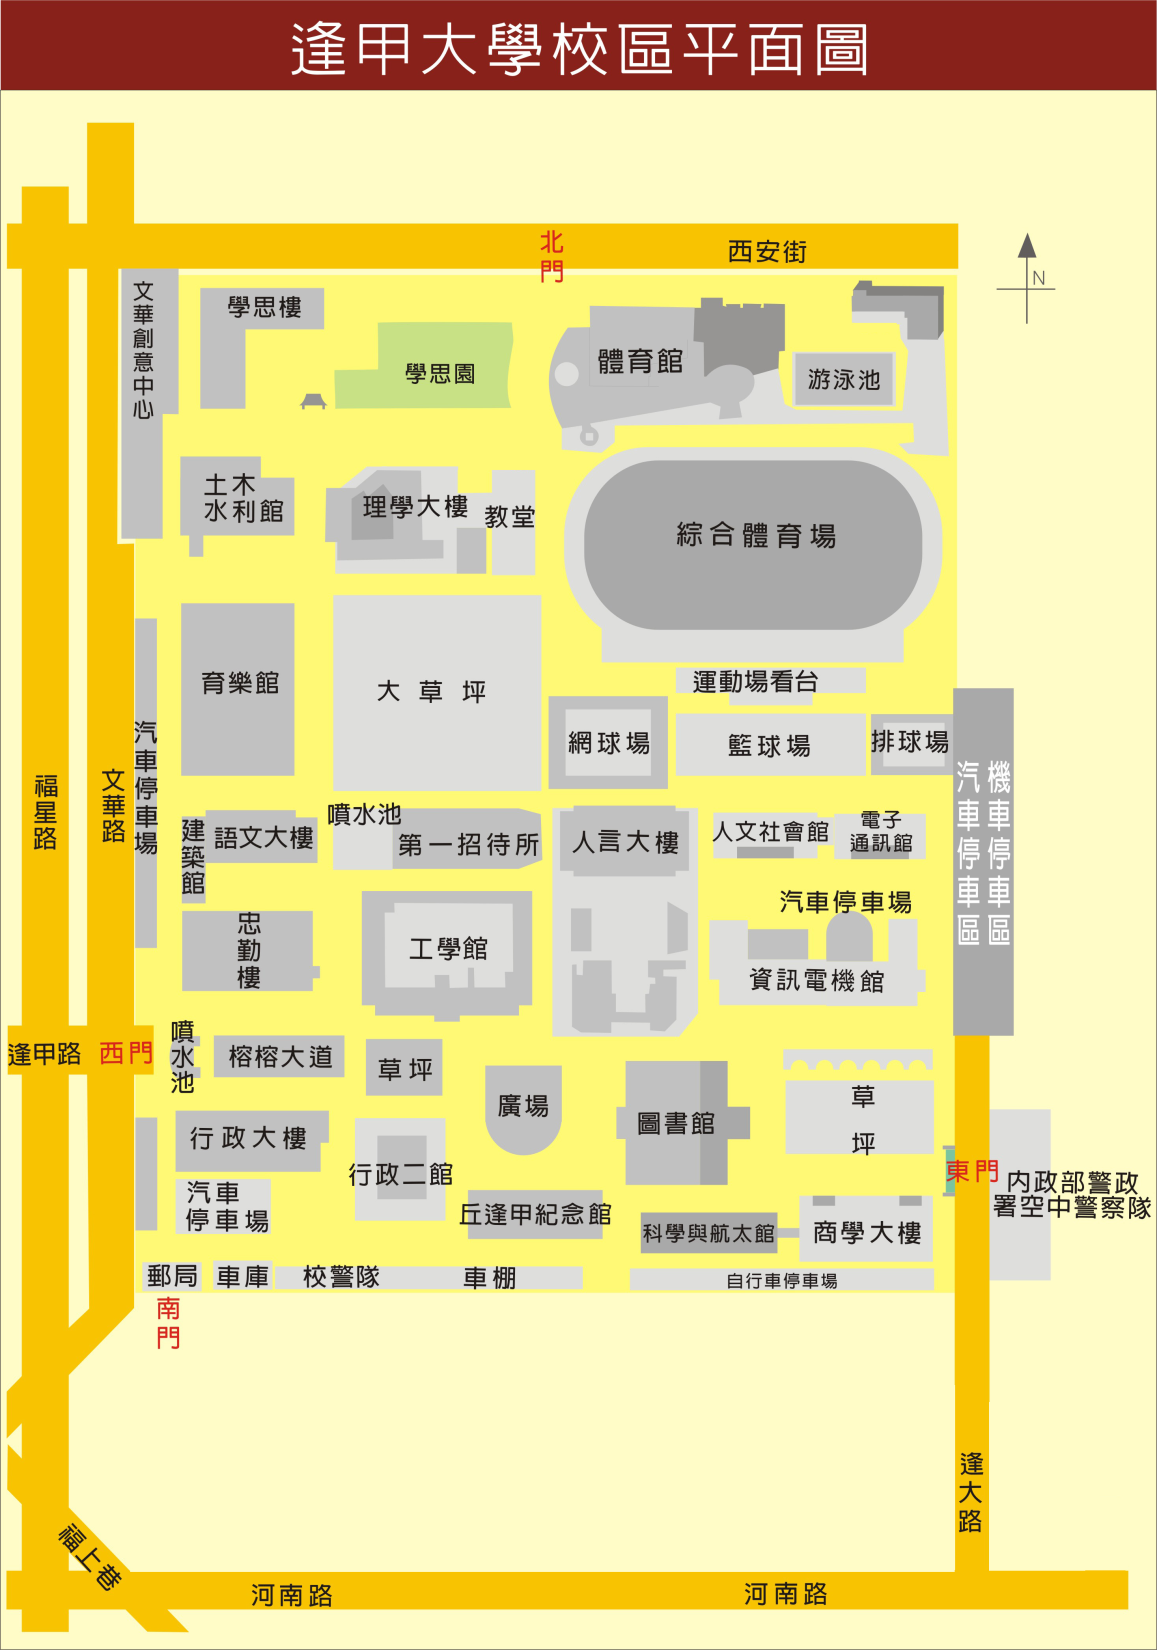 逢甲大學校區平面圖
北門
西安街
N
文華創意中心
學思樓
學思園
體育館
游泳池
土木
水利館
理學大樓
教堂
綜合體育場
育樂館
大草坪
運動場看台
網球場
籃球場
排球場
汽車停車場
福星路
文華路
機車停車區
汽車停車區
建築館
語文大樓
噴水池
第一招待所
人言大樓
人文社會館
電子
通訊館
汽車停車場
忠勤樓
工學館
資訊電機館
逢甲路
西門
噴水池
榕榕大道
草坪
廣場
圖書館
草坪
行政大樓
行政二館
東門
內政部警政
署空中警察隊
汽車
停車場
丘逢甲紀念館
科學與航太館
商學大樓
郵局
車庫
校警隊
車棚
自行車停車場
南門
逢大路
福上巷
河南路
河南路